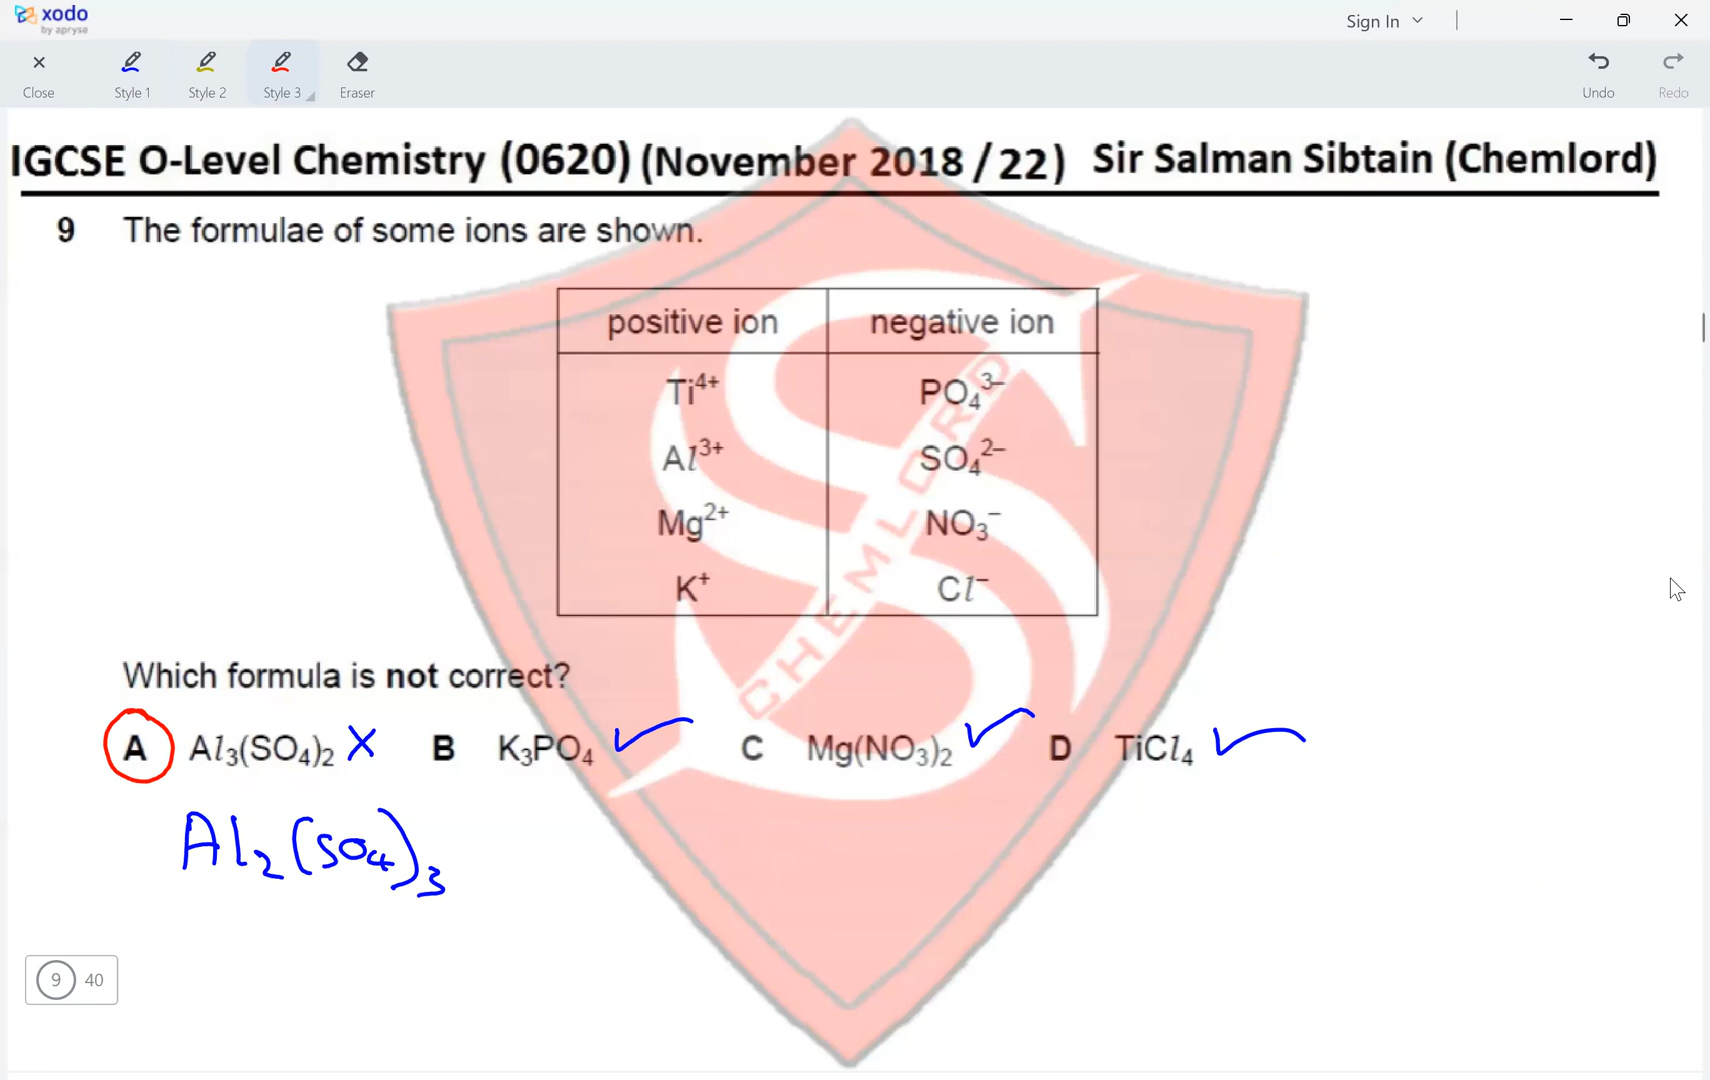 xodo
by apryse
Sign In
Close
Style 1
Style 2
Style 3
Eraser
Undo
Redo
IGCSE O-Level Chemistry (0620) (November 2018 / 22) Sir Salman Sibtain (Chemlord)
9 The formulae of some ions are shown.
positive ion negative ion
Ti⁴⁺ PO₄³⁻
Al³⁺ SO₄²⁻
Mg²⁺ NO₃⁻
K⁺ Cl⁻
CHEMLORD
Which formula is not correct?
A Al₃(SO₄)₂ B K₃PO₄ C Mg(NO₃)₂ D TiCl₄
Al₂(SO₄)₃
9 40